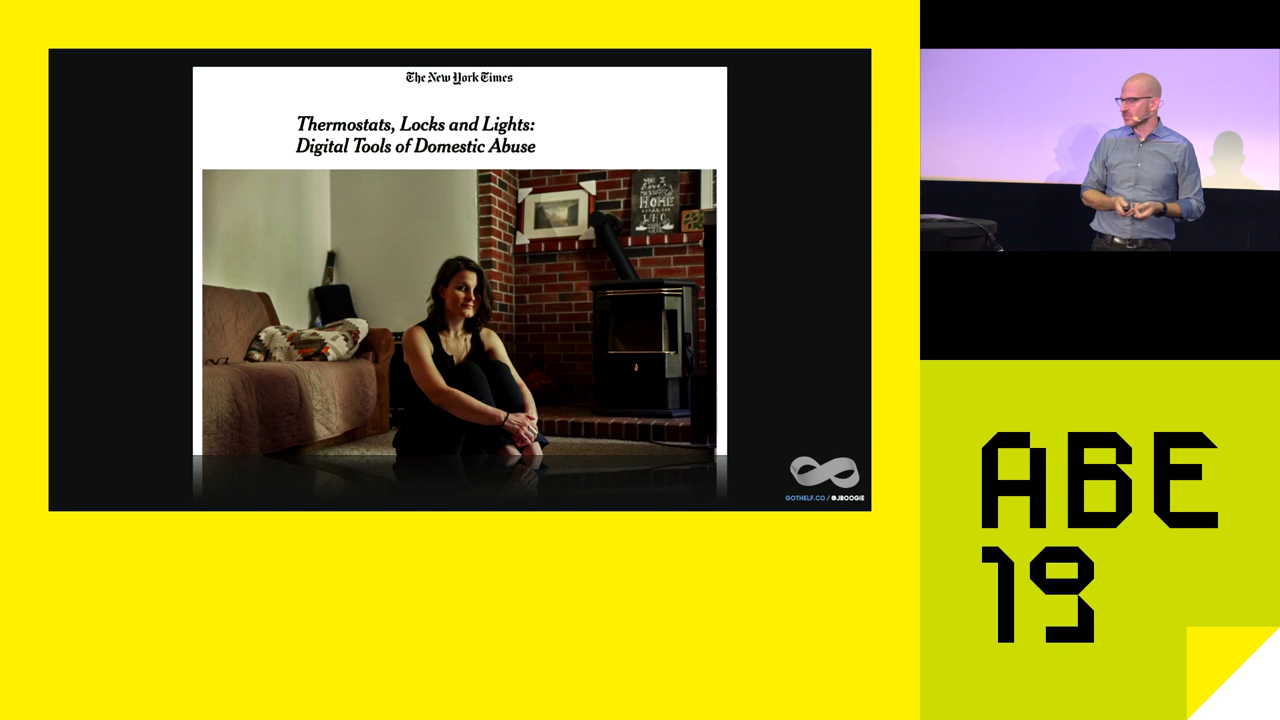 The New York Times
Thermostats, Locks and Lights:
Digital Tools of Domestic Abuse
HOME
WHO
GOTHELF.CO / @JBOOGIE
ABE
19